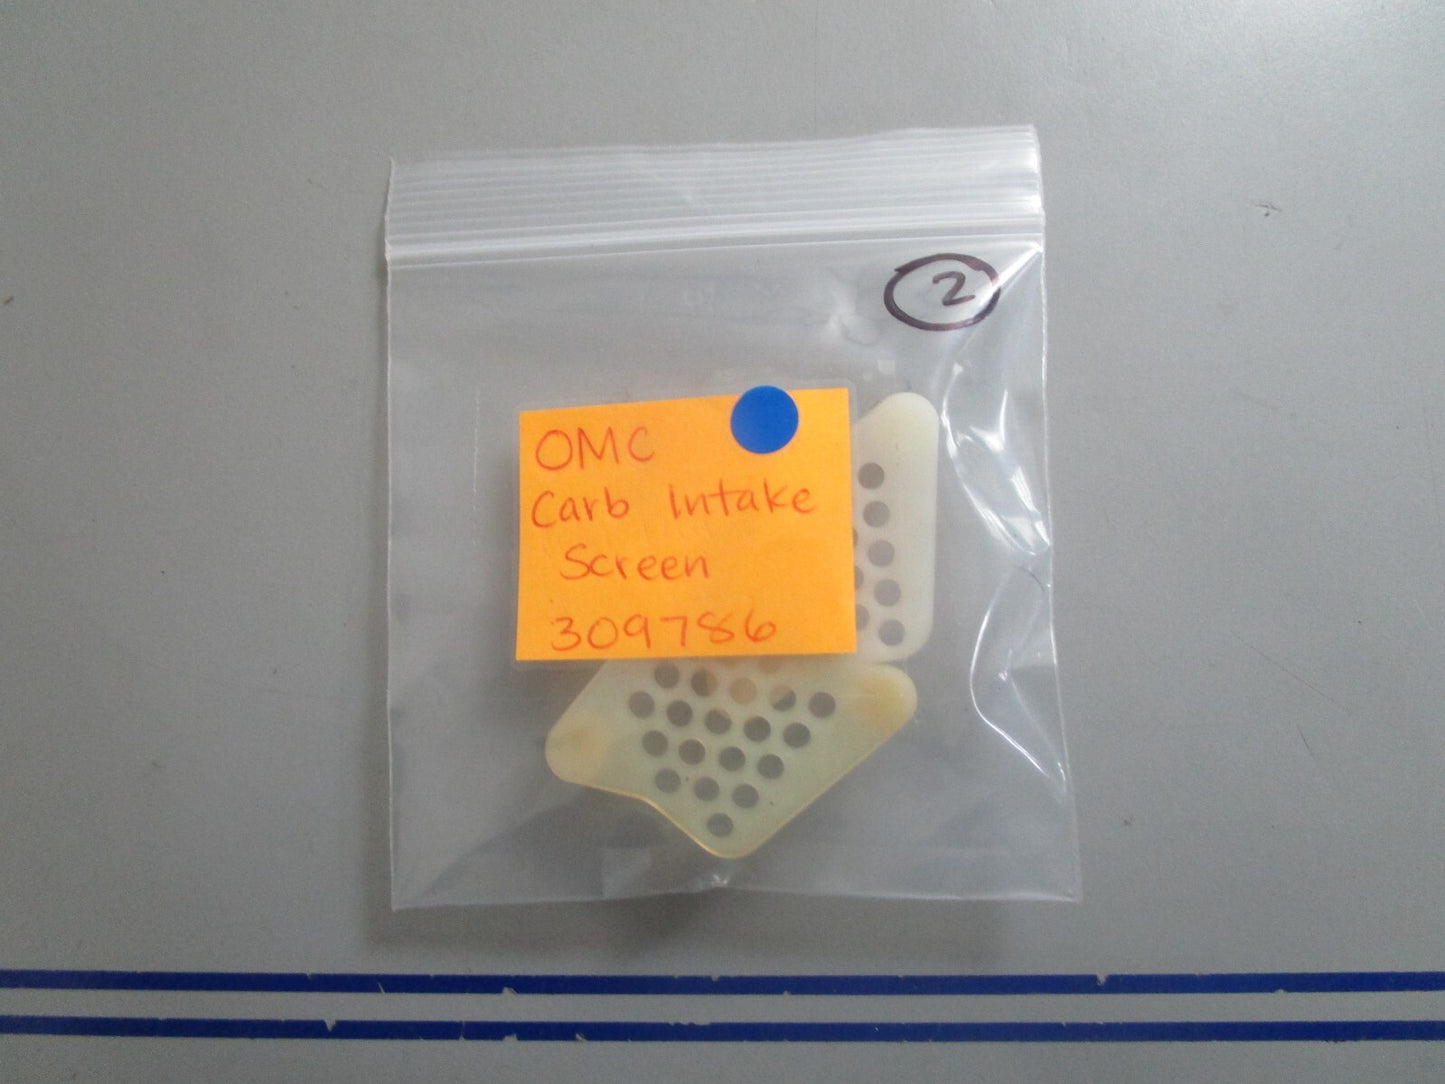 2
OMC
Carb Intake
Screen
309786